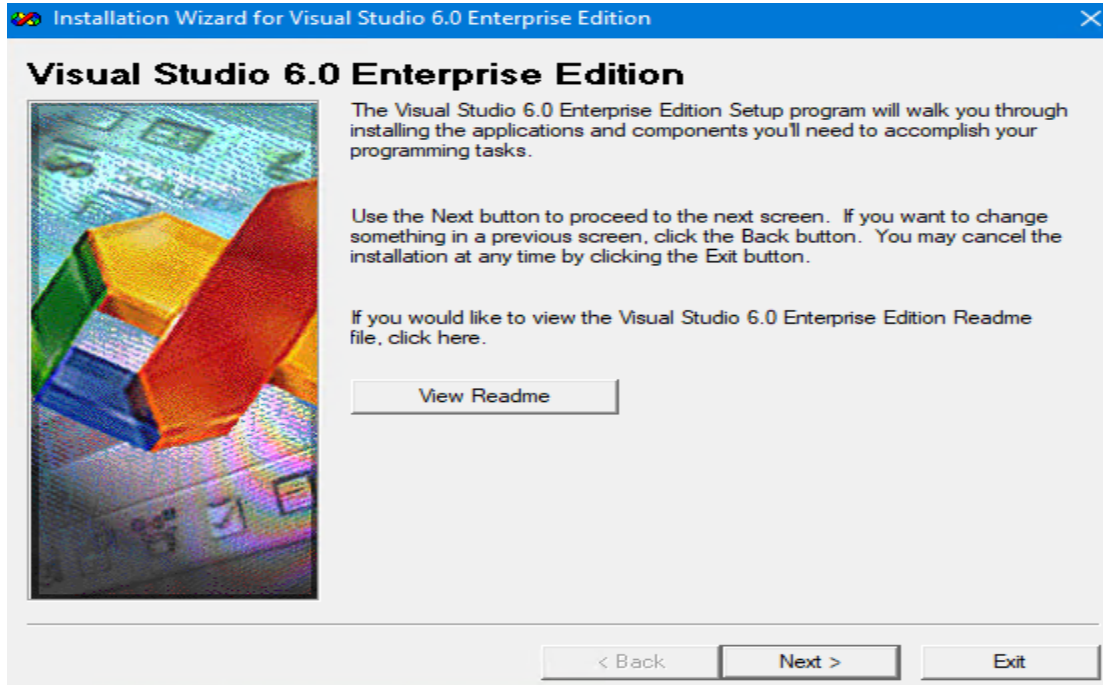 Installation Wizard for Visual Studio 6.0 Enterprise Edition
Visual Studio 6.0 Enterprise Edition
The Visual Studio 6.0 Enterprise Edition Setup program will walk you through
installing the applications and components you'll need to accomplish your
programming tasks.
Use the Next button to proceed to the next screen.  If you want to change
something in a previous screen, click the Back button.  You may cancel the
installation at any time by clicking the Exit button.
If you would like to view the Visual Studio 6.0 Enterprise Edition Readme
file, click here.
View Readme
< Back
Next >
Exit